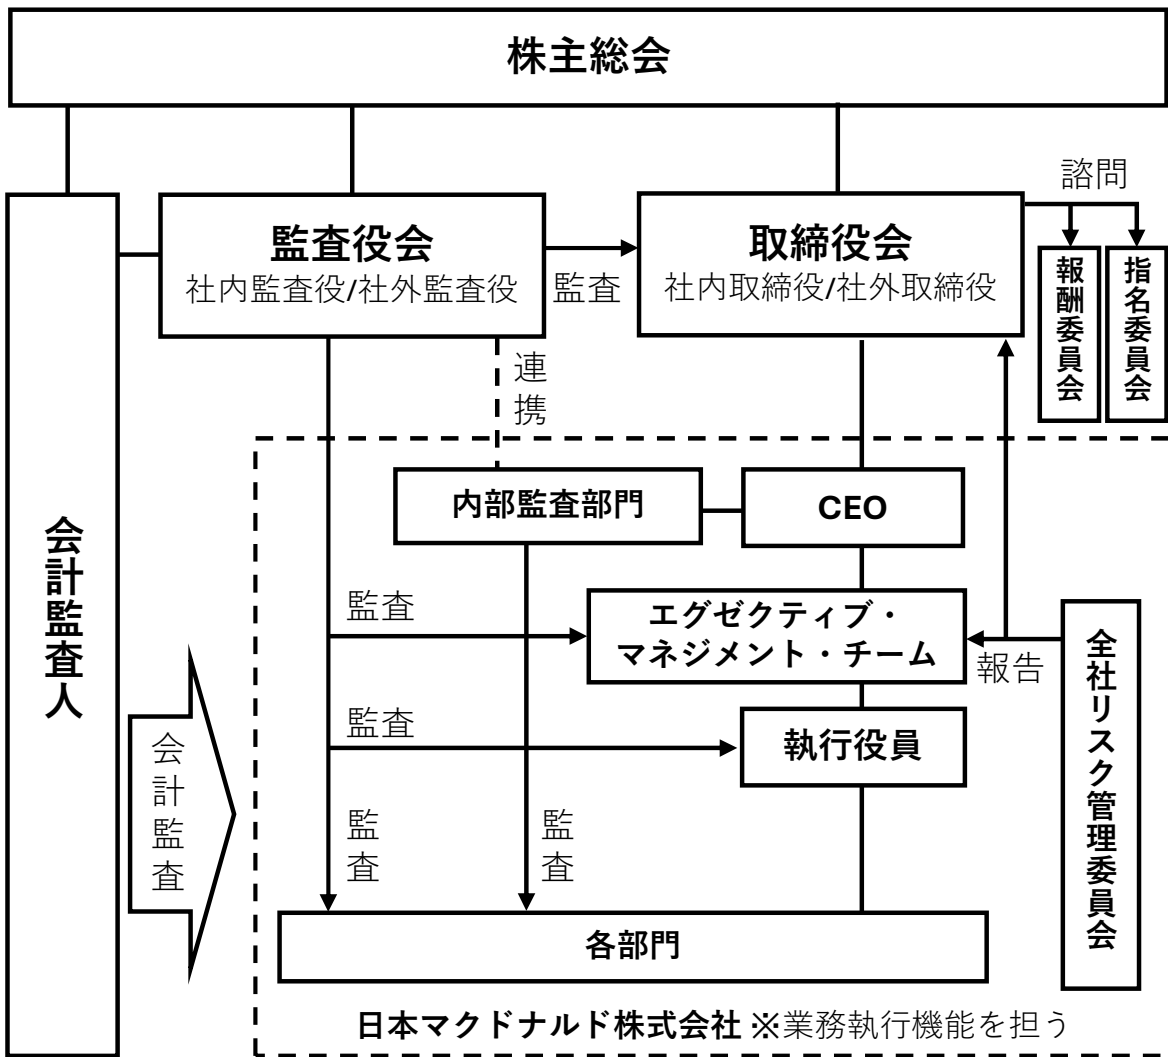 株主総会
諮問
監査役会
社内監査役/社外監査役
監査
取締役会
社内取締役/社外取締役
報酬委員会
指名委員会
連携
内部監査部門
CEO
会計監査人
監査
エグゼクティブ・
マネジメント・チーム
報告
全社リスク管理委員会
監査
執行役員
会計監査
監査
監査
各部門
日本マクドナルド株式会社 ※業務執行機能を担う